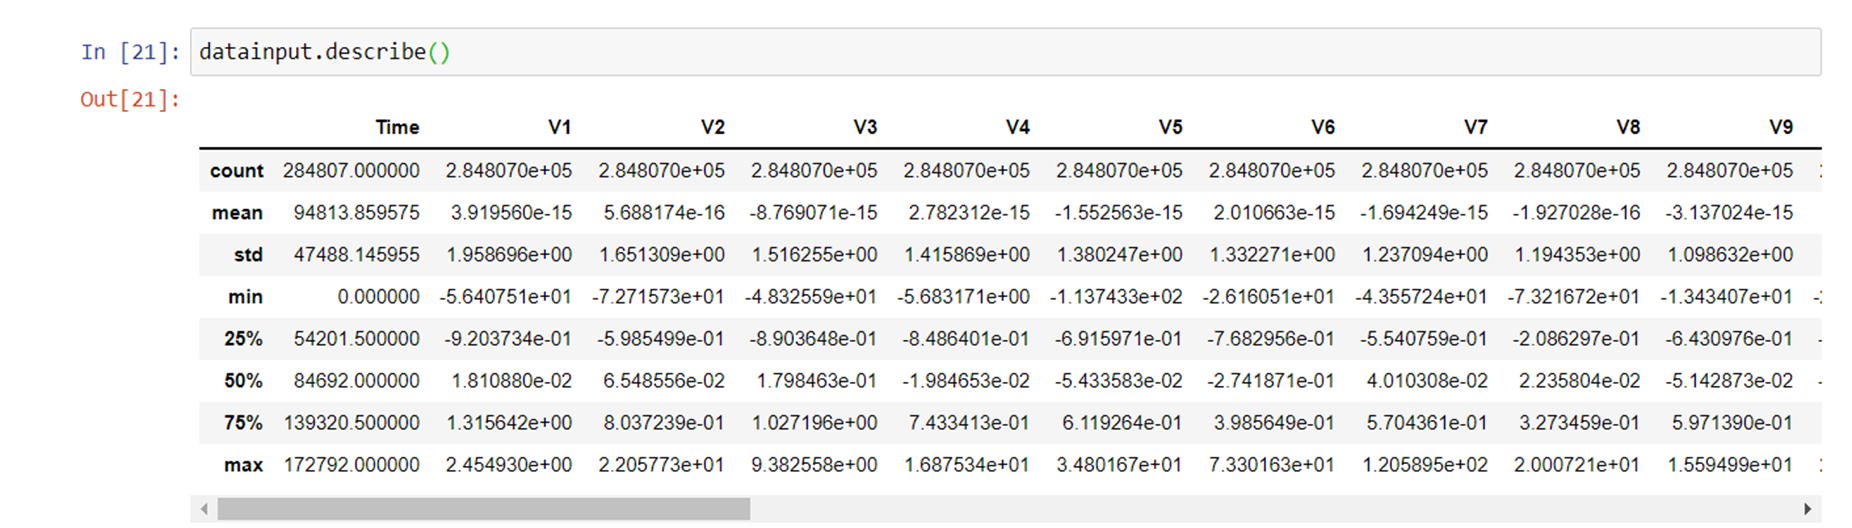 In [21]: datainput.describe()
Out[21]:
Time V1 V2 V3 V4 V5 V6 V7 V8 V9
count 284807.000000 2.848070e+05 2.848070e+05 2.848070e+05 2.848070e+05 2.848070e+05 2.848070e+05 2.848070e+05 2.848070e+05 2.848070e+05
mean 94813.859575 3.919560e-15 5.688174e-16 -8.769071e-15 2.782312e-15 -1.552563e-15 2.010663e-15 -1.694249e-15 -1.927028e-16 -3.137024e-15
std 47488.145955 1.958696e+00 1.651309e+00 1.516255e+00 1.415869e+00 1.380247e+00 1.332271e+00 1.237094e+00 1.194353e+00 1.098632e+00
min 0.000000 -5.640751e+01 -7.271573e+01 -4.832559e+01 -5.683171e+00 -1.137433e+02 -2.616051e+01 -4.355724e+01 -7.321672e+01 -1.343407e+01
25% 54201.500000 -9.203734e-01 -5.985499e-01 -8.903648e-01 -8.486401e-01 -6.915971e-01 -7.682956e-01 -5.540759e-01 -2.086297e-01 -6.430976e-01
50% 84692.000000 1.810880e-02 6.548556e-02 1.798463e-01 -1.984653e-02 -5.433583e-02 -2.741871e-01 4.010308e-02 2.235804e-02 -5.142873e-02
75% 139320.500000 1.315642e+00 8.037239e-01 1.027196e+00 7.433413e-01 6.119264e-01 3.985649e-01 5.704361e-01 3.273459e-01 5.971390e-01
max 172792.000000 2.454930e+00 2.205773e+01 9.382558e+00 1.687534e+01 3.480167e+01 7.330163e+01 1.205895e+02 2.000721e+01 1.559499e+01